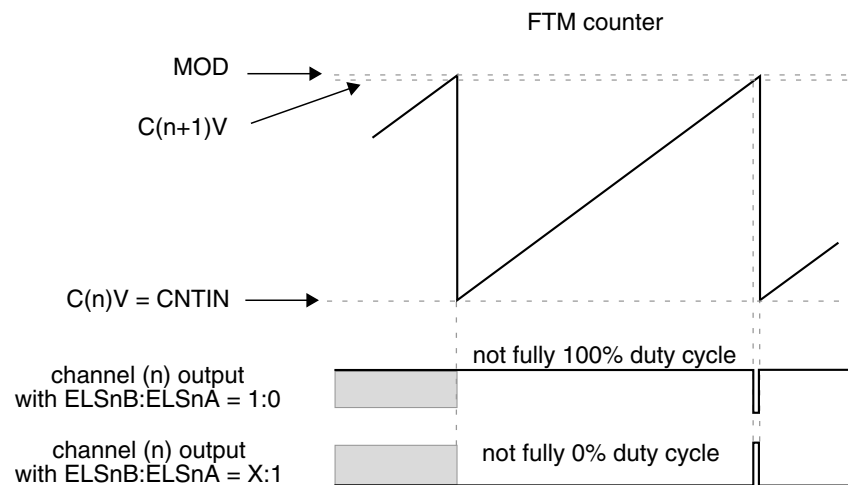 FTM counter
MOD
C(n+1)V
C(n)V = CNTIN
not fully 100% duty cycle
channel (n) output
with ELSnB:ELSnA = 1:0
channel (n) output
with ELSnB:ELSnA = X:1
not fully 0% duty cycle